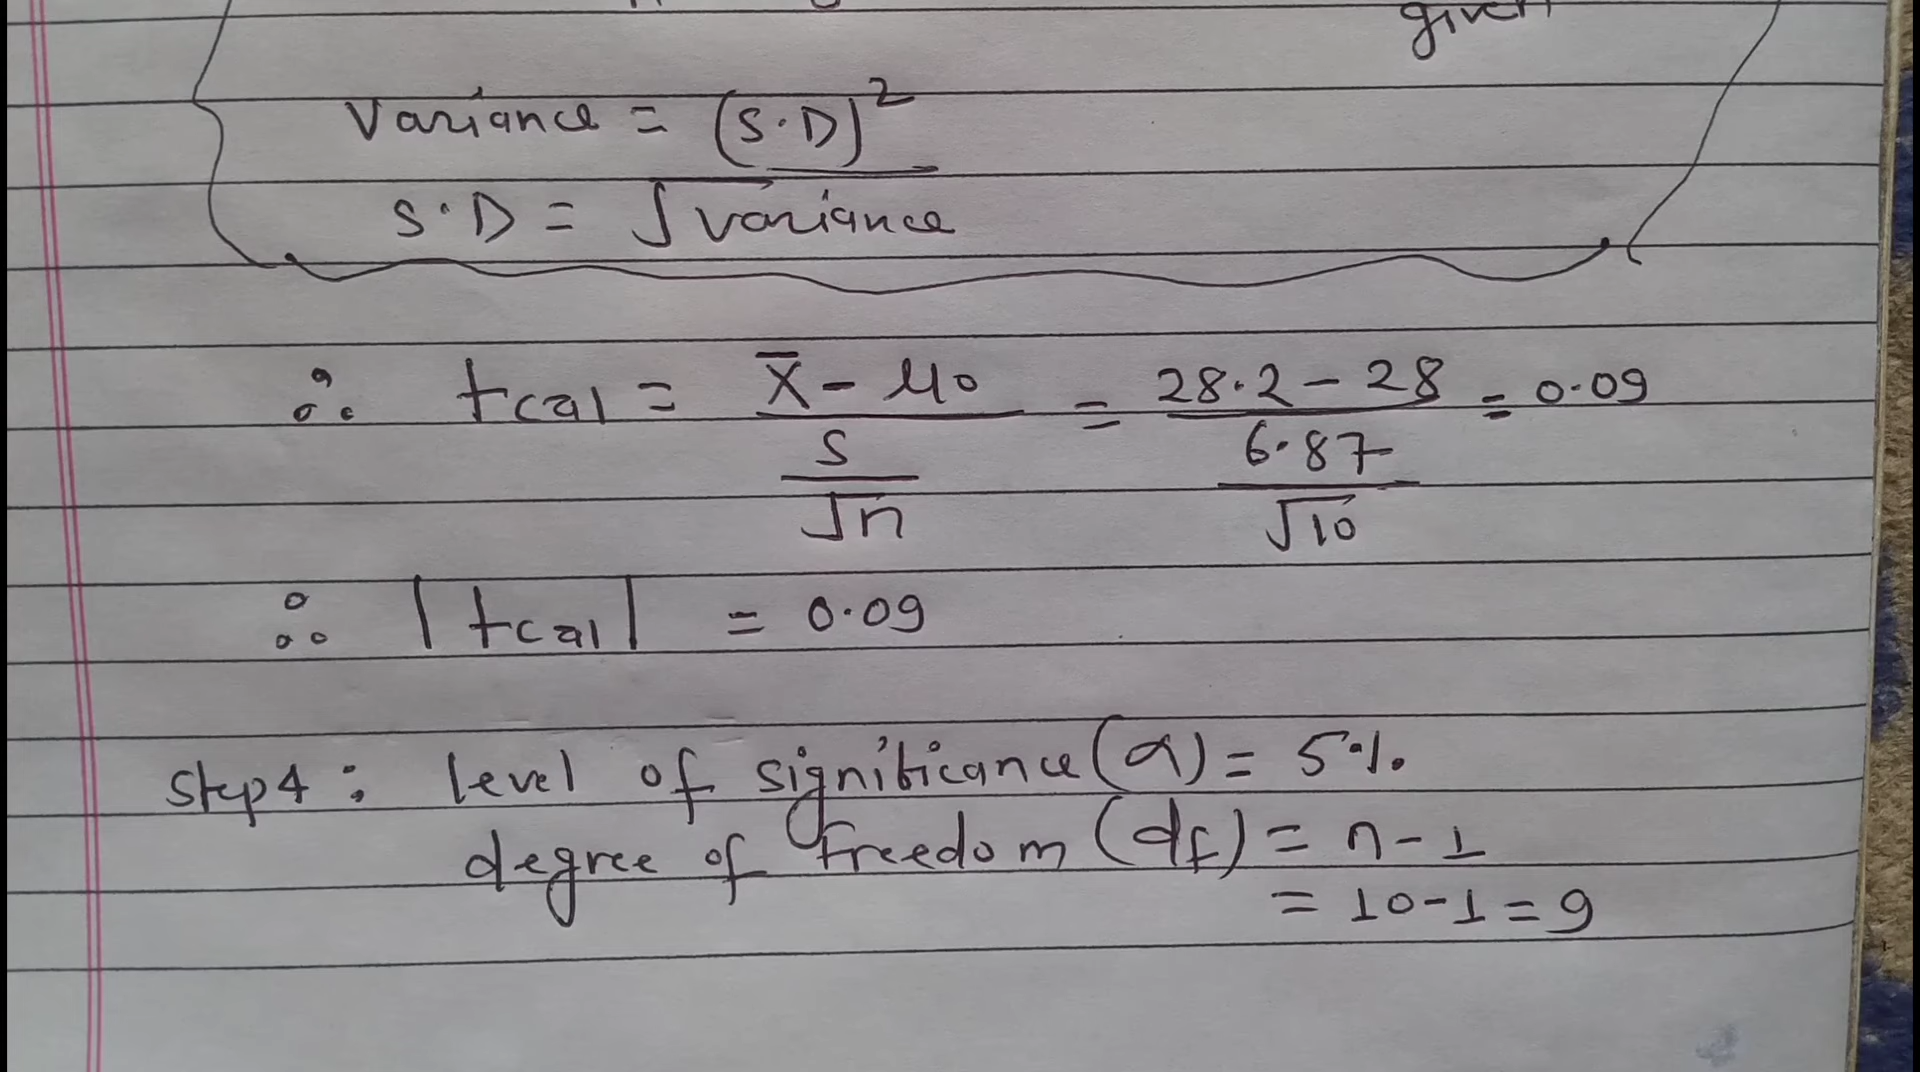 given
Variance = (S.D)²
S.D = √variance
∴ tcal = x̄ - μ0 / s/√n = 28.2 - 28 / 6.87/√10 = 0.09
∴ |tcal| = 0.09
Step 4 : level of significance (α) = 5%.
degree of freedom (df) = n - 1
= 10 - 1 = 9